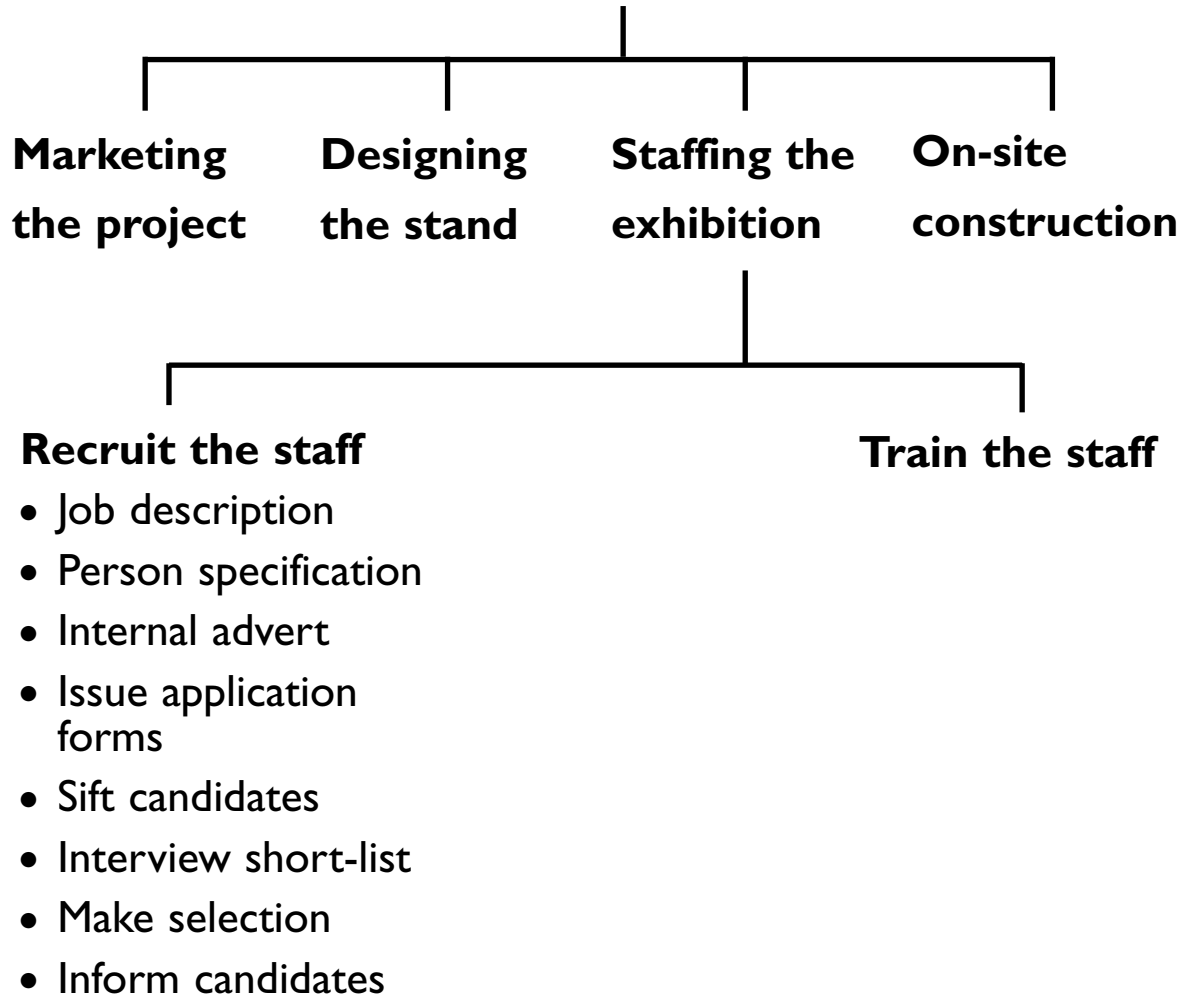 Marketing
the project
Designing
the stand
Staffing the
exhibition
On-site
construction
Recruit the staff
• Job description
• Person specification
• Internal advert
• Issue application
forms
• Sift candidates
• Interview short-list
• Make selection
• Inform candidates
Train the staff